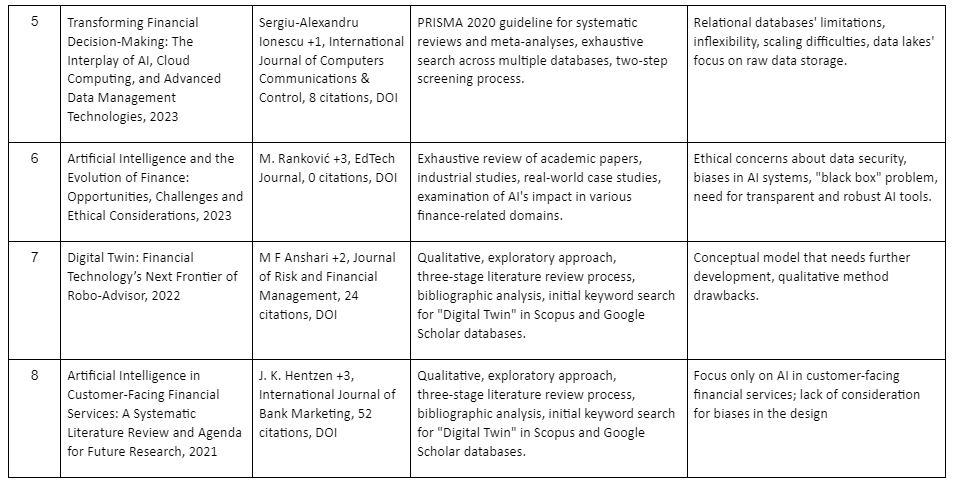 5
Transforming Financial
Decision-Making: The
Interplay of AI, Cloud
Computing, and Advanced
Data Management
Technologies, 2023
Sergiu-Alexandru
Ionescu +1, International
Journal of Computers
Communications &
Control, 8 citations, DOI
PRISMA 2020 guideline for systematic
reviews and meta-analyses, exhaustive
search across multiple databases, two-step
screening process.
Relational databases' limitations,
inflexibility, scaling difficulties, data lakes'
focus on raw data storage.
6
Artificial Intelligence and the
Evolution of Finance:
Opportunities, Challenges and
Ethical Considerations, 2023
M. Ranković +3, EdTech
Journal, 0 citations, DOI
Exhaustive review of academic papers,
industrial studies, real-world case studies,
examination of AI's impact in various
finance-related domains.
Ethical concerns about data security,
biases in AI systems, "black box" problem,
need for transparent and robust AI tools.
7
Digital Twin: Financial
Technology’s Next Frontier of
Robo-Advisor, 2022
M F Anshari +2, Journal
of Risk and Financial
Management, 24
citations, DOI
Qualitative, exploratory approach,
three-stage literature review process,
bibliographic analysis, initial keyword search
for "Digital Twin" in Scopus and Google
Scholar databases.
Conceptual model that needs further
development, qualitative method
drawbacks.
8
Artificial Intelligence in
Customer-Facing Financial
Services: A Systematic
Literature Review and Agenda
for Future Research, 2021
J. K. Hentzen +3,
International Journal of
Bank Marketing, 52
citations, DOI
Qualitative, exploratory approach,
three-stage literature review process,
bibliographic analysis, initial keyword search
for "Digital Twin" in Scopus and Google
Scholar databases.
Focus only on AI in customer-facing
financial services; lack of consideration
for biases in the design